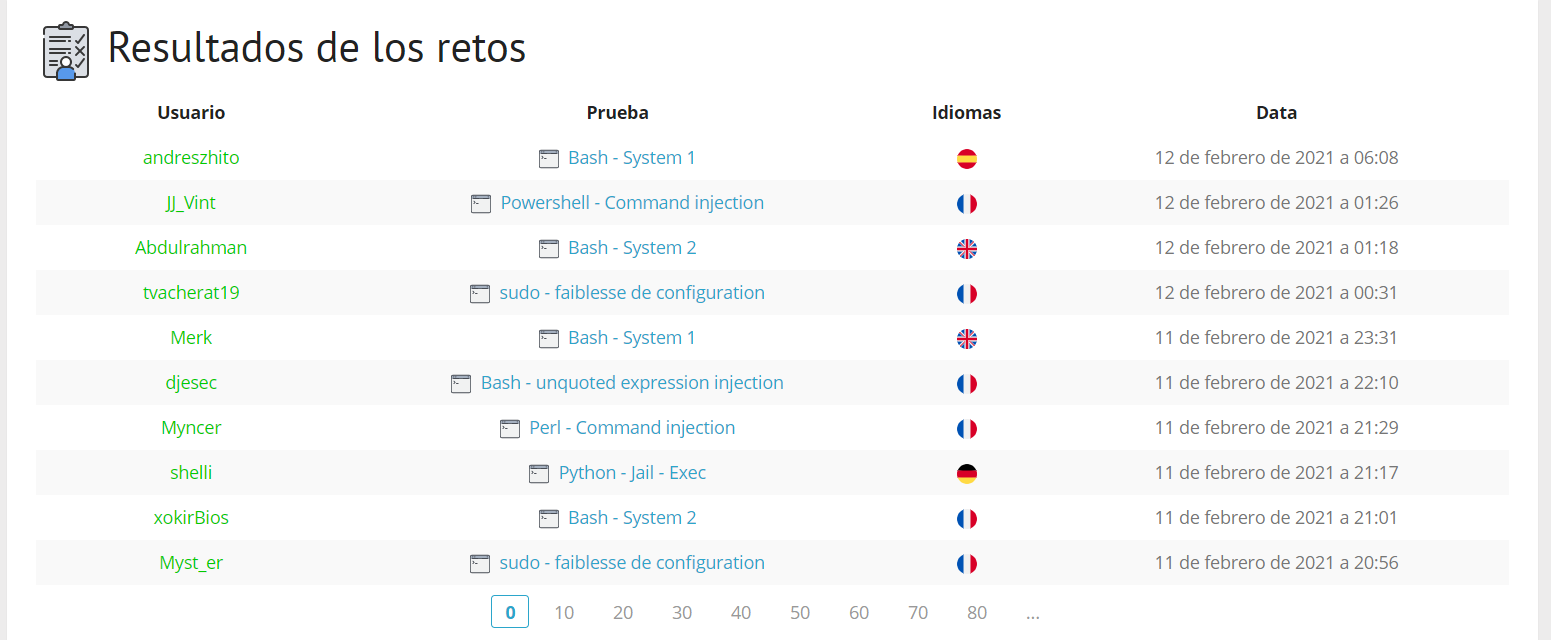 Resultados de los retos
Usuario Prueba Idiomas Data
andreszhito Bash - System 1 12 de febrero de 2021 a 06:08
JJ_Vint Powershell - Command injection 12 de febrero de 2021 a 01:26
Abdulrahman Bash - System 2 12 de febrero de 2021 a 01:18
tvacherat19 sudo - faiblesse de configuration 12 de febrero de 2021 a 00:31
Merk Bash - System 1 11 de febrero de 2021 a 23:31
djesec Bash - unquoted expression injection 11 de febrero de 2021 a 22:10
Myncer Perl - Command injection 11 de febrero de 2021 a 21:29
shelli Python - Jail - Exec 11 de febrero de 2021 a 21:17
xokirBios Bash - System 2 11 de febrero de 2021 a 21:01
Myst_er sudo - faiblesse de configuration 11 de febrero de 2021 a 20:56
0 10 20 30 40 50 60 70 80 ...